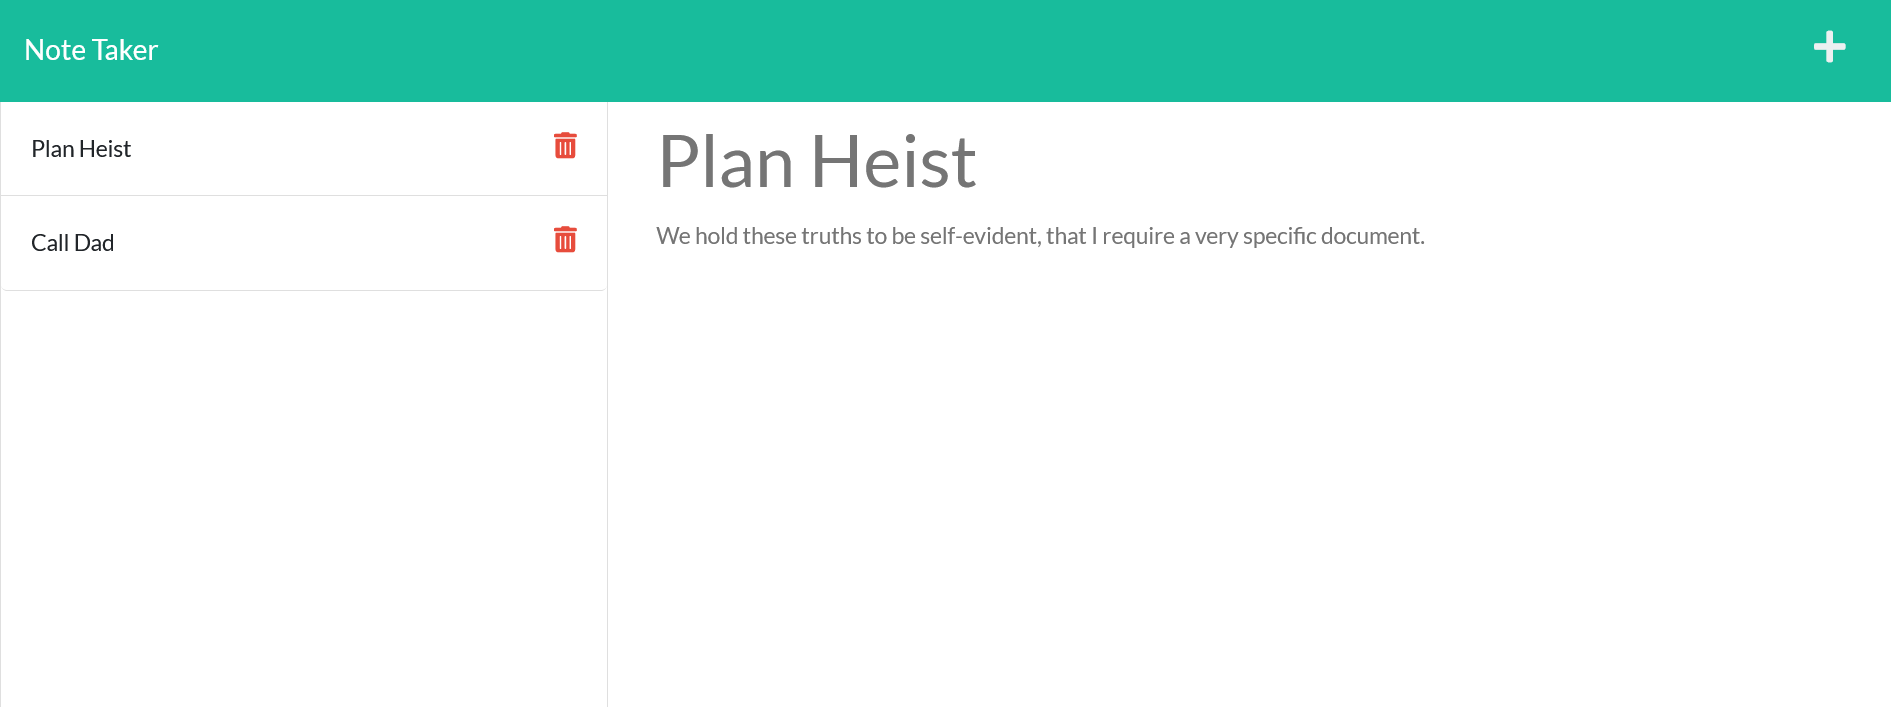 Note Taker
Plan Heist
Call Dad
Plan Heist
We hold these truths to be self-evident, that I require a very specific document.